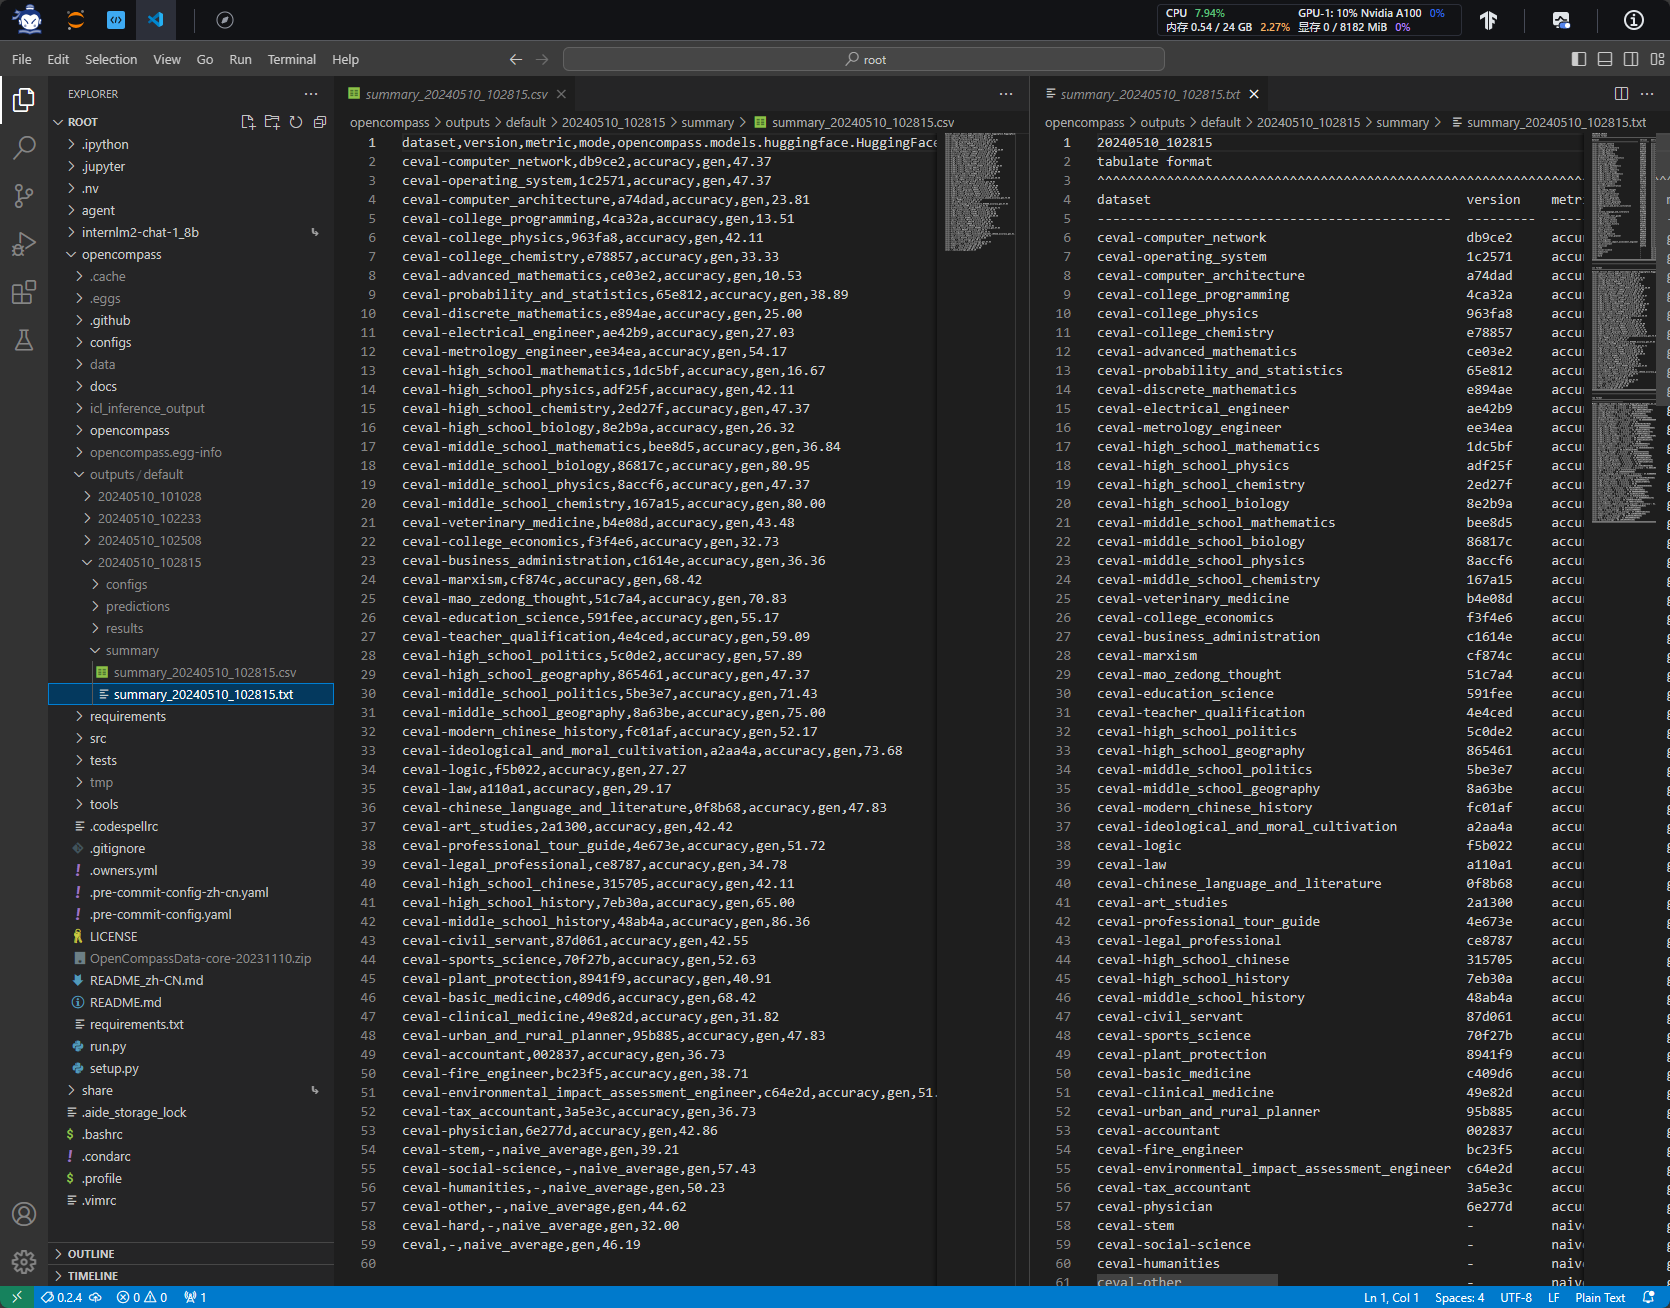 CPU 7.94% GPU-1: 10% Nvidia A100 0%
内存 0.54 / 24 GB 2.27% 显存 0 / 8182 MiB 0%
File Edit Selection View Go Run Terminal Help
root
EXPLORER
ROOT
.ipython
.jupyter
.nv
agent
internlm2-chat-1_8b
opencompass
.cache
.eggs
.github
configs
data
docs
icl_inference_output
opencompass
opencompass.egg-info
outputs / default
20240510_101028
20240510_102233
20240510_102508
20240510_102815
configs
predictions
results
summary
summary_20240510_102815.csv
summary_20240510_102815.txt
requirements
src
tests
tmp
tools
.codespellrc
.gitignore
.owners.yml
.pre-commit-config-zh-cn.yaml
.pre-commit-config.yaml
LICENSE
OpenCompassData-core-20231110.zip
README_zh-CN.md
README.md
requirements.txt
run.py
setup.py
share
.aide_storage_lock
.bashrc
.condarc
.profile
.vimrc
OUTLINE
TIMELINE
summary_20240510_102815.csv
opencompass > outputs > default > 20240510_102815 > summary > summary_20240510_102815.csv
1 dataset,version,metric,mode,opencompass.models.huggingface.HuggingFace
2 ceval-computer_network,db9ce2,accuracy,gen,47.37
3 ceval-operating_system,1c2571,accuracy,gen,47.37
4 ceval-computer_architecture,a74dad,accuracy,gen,23.81
5 ceval-college_programming,4ca32a,accuracy,gen,13.51
6 ceval-college_physics,963fa8,accuracy,gen,42.11
7 ceval-college_chemistry,e78857,accuracy,gen,33.33
8 ceval-advanced_mathematics,ce03e2,accuracy,gen,10.53
9 ceval-probability_and_statistics,65e812,accuracy,gen,38.89
10 ceval-discrete_mathematics,e894ae,accuracy,gen,25.00
11 ceval-electrical_engineer,ae42b9,accuracy,gen,27.03
12 ceval-metrology_engineer,ee34ea,accuracy,gen,54.17
13 ceval-high_school_mathematics,1dc5bf,accuracy,gen,16.67
14 ceval-high_school_physics,adf25f,accuracy,gen,42.11
15 ceval-high_school_chemistry,2ed27f,accuracy,gen,47.37
16 ceval-high_school_biology,8e2b9a,accuracy,gen,26.32
17 ceval-middle_school_mathematics,bee8d5,accuracy,gen,36.84
18 ceval-middle_school_biology,86817c,accuracy,gen,80.95
19 ceval-middle_school_physics,8accf6,accuracy,gen,47.37
20 ceval-middle_school_chemistry,167a15,accuracy,gen,80.00
21 ceval-veterinary_medicine,b4e08d,accuracy,gen,43.48
22 ceval-college_economics,f3f4e6,accuracy,gen,32.73
23 ceval-business_administration,c1614e,accuracy,gen,36.36
24 ceval-marxism,cf874c,accuracy,gen,68.42
25 ceval-mao_zedong_thought,51c7a4,accuracy,gen,70.83
26 ceval-education_science,591fee,accuracy,gen,55.17
27 ceval-teacher_qualification,4e4ced,accuracy,gen,59.09
28 ceval-high_school_politics,5c0de2,accuracy,gen,57.89
29 ceval-high_school_geography,865461,accuracy,gen,47.37
30 ceval-middle_school_politics,5be3e7,accuracy,gen,71.43
31 ceval-middle_school_geography,8a63be,accuracy,gen,75.00
32 ceval-modern_chinese_history,fc01af,accuracy,gen,52.17
33 ceval-ideological_and_moral_cultivation,a2aa4a,accuracy,gen,73.68
34 ceval-logic,f5b022,accuracy,gen,27.27
35 ceval-law,a110a1,accuracy,gen,29.17
36 ceval-chinese_language_and_literature,0f8b68,accuracy,gen,47.83
37 ceval-art_studies,2a1300,accuracy,gen,42.42
38 ceval-professional_tour_guide,4e673e,accuracy,gen,51.72
39 ceval-legal_professional,ce8787,accuracy,gen,34.78
40 ceval-high_school_chinese,315705,accuracy,gen,42.11
41 ceval-high_school_history,7eb30a,accuracy,gen,65.00
42 ceval-middle_school_history,48ab4a,accuracy,gen,86.36
43 ceval-civil_servant,87d061,accuracy,gen,42.55
44 ceval-sports_science,70f27b,accuracy,gen,52.63
45 ceval-plant_protection,8941f9,accuracy,gen,40.91
46 ceval-basic_medicine,c409d6,accuracy,gen,68.42
47 ceval-clinical_medicine,49e82d,accuracy,gen,31.82
48 ceval-urban_and_rural_planner,95b885,accuracy,gen,47.83
49 ceval-accountant,002837,accuracy,gen,36.73
50 ceval-fire_engineer,bc23f5,accuracy,gen,38.71
51 ceval-environmental_impact_assessment_engineer,c64e2d,accuracy,gen,51.
52 ceval-tax_accountant,3a5e3c,accuracy,gen,36.73
53 ceval-physician,6e277d,accuracy,gen,42.86
54 ceval-stem,-,naive_average,gen,39.21
55 ceval-social-science,-,naive_average,gen,57.43
56 ceval-humanities,-,naive_average,gen,50.23
57 ceval-other,-,naive_average,gen,44.62
58 ceval-hard,-,naive_average,gen,32.00
59 ceval,-,naive_average,gen,46.19
60
summary_20240510_102815.txt
opencompass > outputs > default > 20240510_102815 > summary > summary_20240510_102815.txt
1 20240510_102815
2 tabulate format
3 ^^^^^^^^^^^^^^^^^^^^^^^^^^^^^^^^^^^^^^^^^^^^^^^^^^^^^^^^^^^^^^^
4 dataset version metri
5 ---------------------------------------------- --------- ----
6 ceval-computer_network db9ce2 accu
7 ceval-operating_system 1c2571 accu
8 ceval-computer_architecture a74dad accu
9 ceval-college_programming 4ca32a accu
10 ceval-college_physics 963fa8 accu
11 ceval-college_chemistry e78857 accu
12 ceval-advanced_mathematics ce03e2 accu
13 ceval-probability_and_statistics 65e812 accu
14 ceval-discrete_mathematics e894ae accu
15 ceval-electrical_engineer ae42b9 accu
16 ceval-metrology_engineer ee34ea accu
17 ceval-high_school_mathematics 1dc5bf accu
18 ceval-high_school_physics adf25f accu
19 ceval-high_school_chemistry 2ed27f accu
20 ceval-high_school_biology 8e2b9a accu
21 ceval-middle_school_mathematics bee8d5 accu
22 ceval-middle_school_biology 86817c accu
23 ceval-middle_school_physics 8accf6 accu
24 ceval-middle_school_chemistry 167a15 accu
25 ceval-veterinary_medicine b4e08d accu
26 ceval-college_economics f3f4e6 accu
27 ceval-business_administration c1614e accu
28 ceval-marxism cf874c accu
29 ceval-mao_zedong_thought 51c7a4 accu
30 ceval-education_science 591fee accu
31 ceval-teacher_qualification 4e4ced accu
32 ceval-high_school_politics 5c0de2 accu
33 ceval-high_school_geography 865461 accu
34 ceval-middle_school_politics 5be3e7 accu
35 ceval-middle_school_geography 8a63be accu
36 ceval-modern_chinese_history fc01af accu
37 ceval-ideological_and_moral_cultivation a2aa4a accu
38 ceval-logic f5b022 accu
39 ceval-law a110a1 accu
40 ceval-chinese_language_and_literature 0f8b68 accu
41 ceval-art_studies 2a1300 accu
42 ceval-professional_tour_guide 4e673e accu
43 ceval-legal_professional ce8787 accu
44 ceval-high_school_chinese 315705 accu
45 ceval-high_school_history 7eb30a accu
46 ceval-middle_school_history 48ab4a accu
47 ceval-civil_servant 87d061 accu
48 ceval-sports_science 70f27b accu
49 ceval-plant_protection 8941f9 accu
50 ceval-basic_medicine c409d6 accu
51 ceval-clinical_medicine 49e82d accu
52 ceval-urban_and_rural_planner 95b885 accu
53 ceval-accountant 002837 accu
54 ceval-fire_engineer bc23f5 accu
55 ceval-environmental_impact_assessment_engineer c64e2d accu
56 ceval-tax_accountant 3a5e3c accu
57 ceval-physician 6e277d accu
58 ceval-stem - naiv
59 ceval-social-science - naiv
60 ceval-humanities - naiv
61 ceval-other - naiv
0.2.4 0 0 1 Ln 1, Col 1 Spaces: 4 UTF-8 LF Plain Text